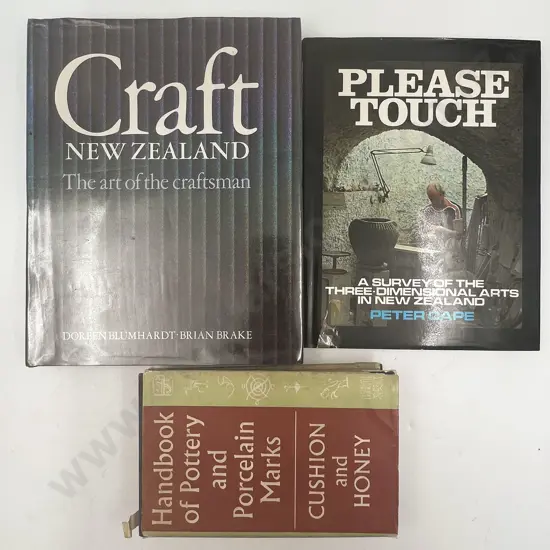 Craft
NEW ZEALAND
The art of the craftsman
DOREEN BLUMHARDT · BRIAN BRAKE
PLEASE
TOUCH
A SURVEY OF THE
THREE-DIMENSIONAL ARTS
IN NEW ZEALAND
PETER CAPE
Handbook
of Pottery
and
Porcelain
Marks
CUSHION
and
HONEY